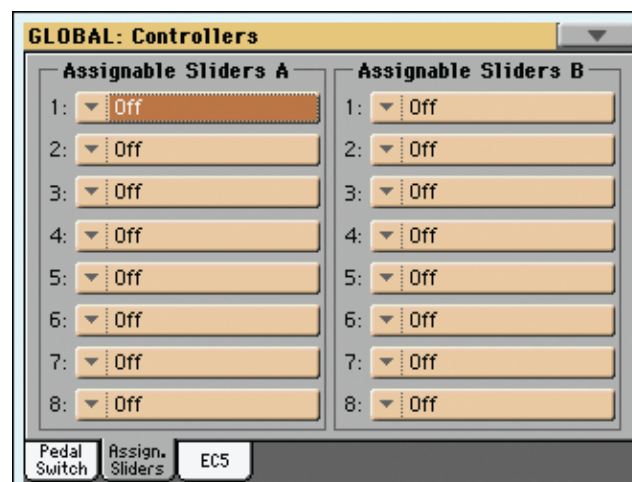 GLOBAL: Controllers
Assignable Sliders A
1: Off
2: Off
3: Off
4: Off
5: Off
6: Off
7: Off
8: Off
Assignable Sliders B
1: Off
2: Off
3: Off
4: Off
5: Off
6: Off
7: Off
8: Off
Pedal
Switch
Assign.
Sliders
EC5